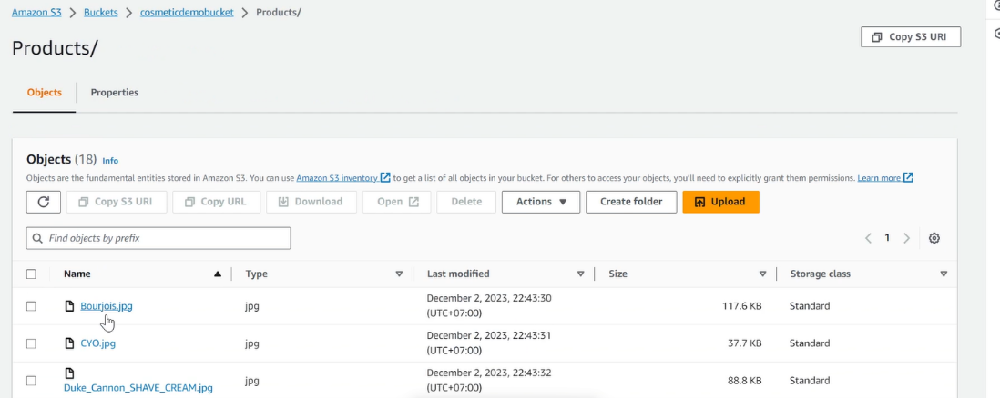 Amazon S3 > Buckets > cosmeticdemobucket > Products/
Products/
Copy S3 URI
Objects Properties
Objects (18) Info
Objects are the fundamental entities stored in Amazon S3. You can use Amazon S3 inventory to get a list of all objects in your bucket. For others to access your objects, you'll need to explicitly grant them permissions. Learn more
Copy S3 URI Copy URL Download Open Delete Actions Create folder Upload
Find objects by prefix
1
Name Type Last modified Size Storage class
Bourjois.jpg jpg December 2, 2023, 22:43:30 117.6 KB Standard
(UTC+07:00)
CYO.jpg jpg December 2, 2023, 22:43:31 37.7 KB Standard
(UTC+07:00)
Duke_Cannon_SHAVE_CREAM.jpg jpg December 2, 2023, 22:43:32 88.8 KB Standard
(UTC+07:00)